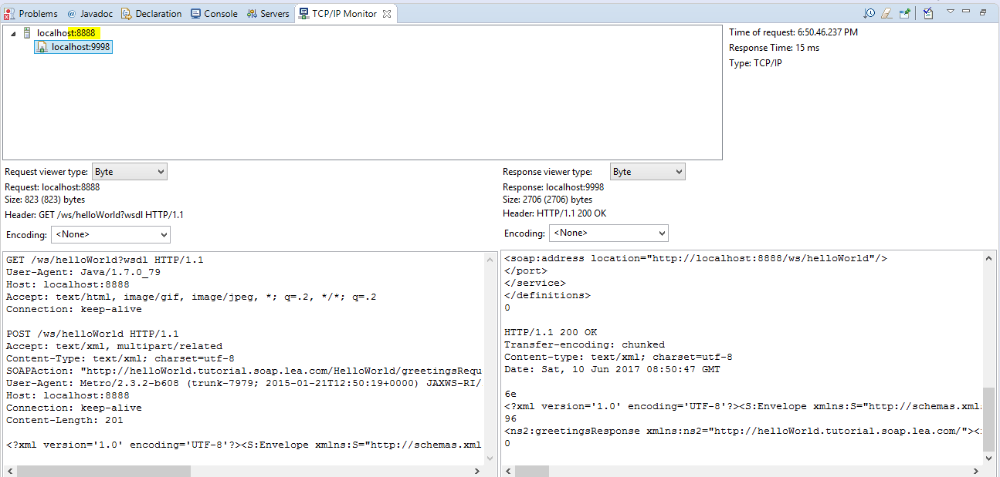 Problems @ Javadoc Declaration Console Servers TCP/IP Monitor
localhost:8888
localhost:9998
Time of request: 6:50.46.237 PM
Response Time: 15 ms
Type: TCP/IP
Request viewer type: Byte
Request: localhost:8888
Size: 823 (823) bytes
Header: GET /ws/helloWorld?wsdl HTTP/1.1
Encoding: <None>
GET /ws/helloWorld?wsdl HTTP/1.1
User-Agent: Java/1.7.0_79
Host: localhost:8888
Accept: text/html, image/gif, image/jpeg, *; q=.2, */*; q=.2
Connection: keep-alive
POST /ws/helloWorld HTTP/1.1
Accept: text/xml, multipart/related
Content-Type: text/xml; charset=utf-8
SOAPAction: "http://helloWorld.tutorial.soap.lea.com/HelloWorld/greetingsRequ
User-Agent: Metro/2.3.2-b608 (trunk-7979; 2015-01-21T12:50:19+0000) JAXWS-RI/
Host: localhost:8888
Connection: keep-alive
Content-Length: 201
<?xml version='1.0' encoding='UTF-8'?><S:Envelope xmlns:S="http://schemas.xml
Response viewer type: Byte
Response: localhost:9998
Size: 2706 (2706) bytes
Header: HTTP/1.1 200 OK
Encoding: <None>
<soap:address location="http://localhost:8888/ws/helloWorld"/>
</port>
</service>
</definitions>
0
HTTP/1.1 200 OK
Transfer-encoding: chunked
Content-type: text/xml; charset=utf-8
Date: Sat, 10 Jun 2017 08:50:47 GMT
6e
<?xml version='1.0' encoding='UTF-8'?><S:Envelope xmlns:S="http://schemas.xml
96
<ns2:greetingsResponse xmlns:ns2="http://helloWorld.tutorial.soap.lea.com/"><
0